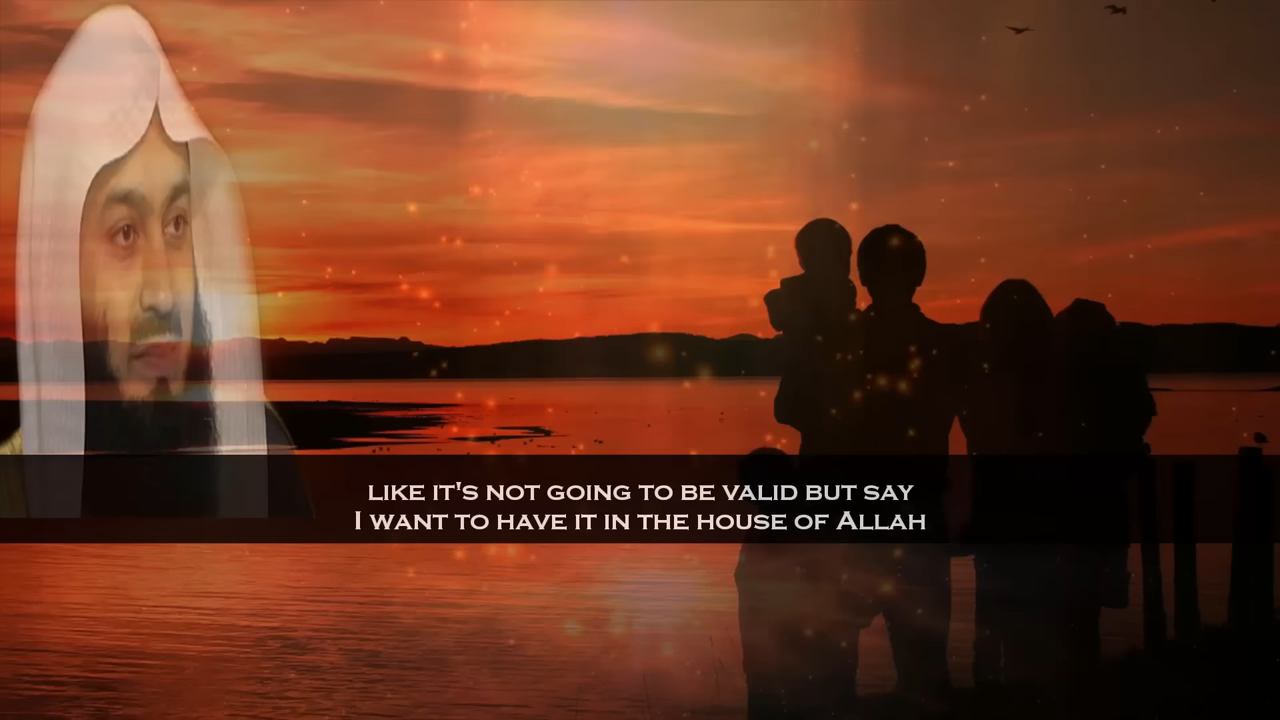 LIKE IT'S NOT GOING TO BE VALID BUT SAY
I WANT TO HAVE IT IN THE HOUSE OF ALLAH